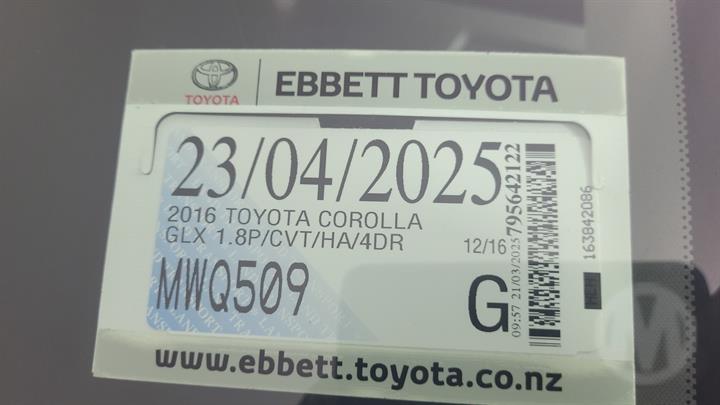 TOYOTA
EBBETT TOYOTA
23/04/2025
2016 TOYOTA COROLLA
GLX 1.8P/CVT/HA/4DR
12/16
MWQ509
G
09:57 21/03/2025
795642122
163842086
www.ebbett.toyota.co.nz